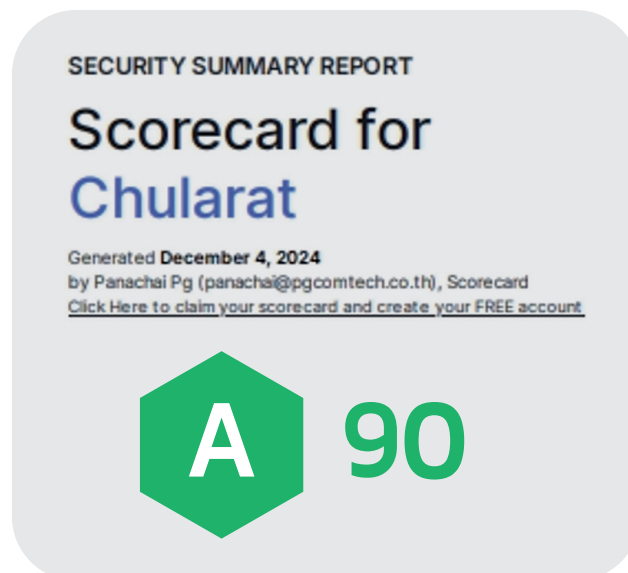 SECURITY SUMMARY REPORT
Scorecard for
Chularat
Generated December 4, 2024
by Panachai Pg (panachai@pgcomtech.co.th), Scorecard
Click Here to claim your scorecard and create your FREE account
A 90